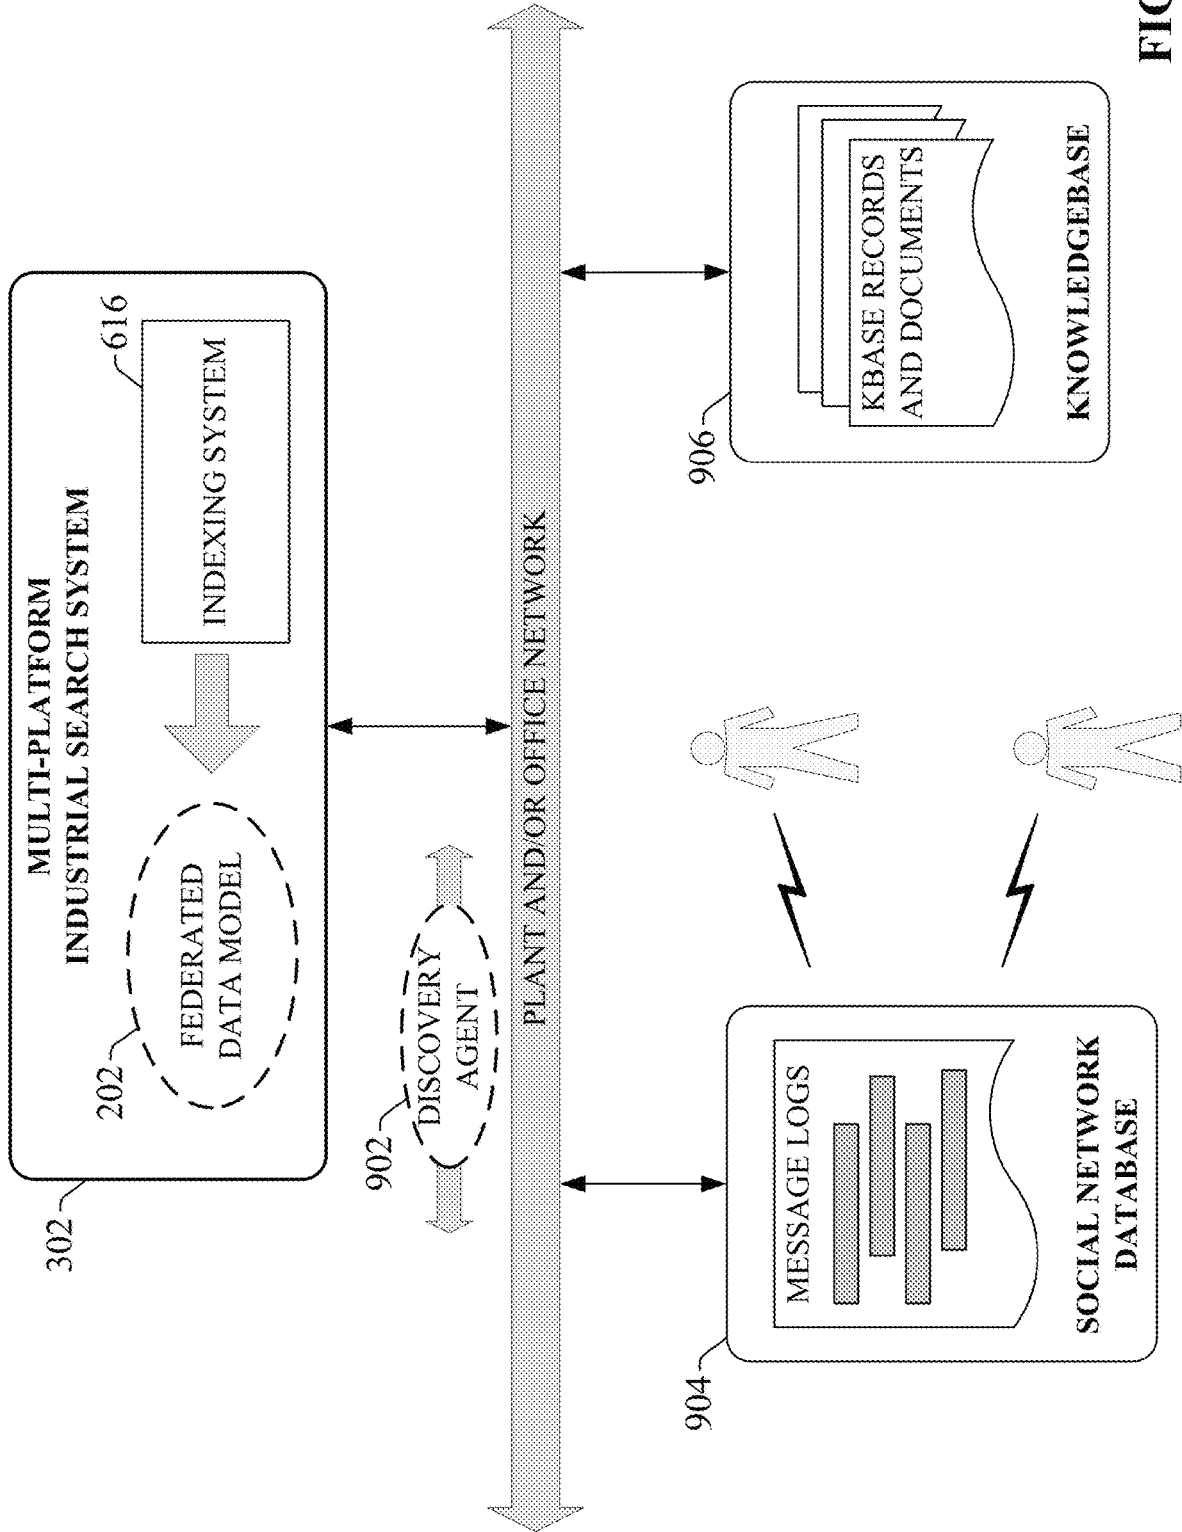 MULTI-PLATFORM
INDUSTRIAL SEARCH SYSTEM
302
202
FEDERATED
DATA MODEL
616
INDEXING SYSTEM
902
DISCOVERY
AGENT
PLANT AND/OR OFFICE NETWORK
904
MESSAGE LOGS
SOCIAL NETWORK
DATABASE
906
KBASE RECORDS
AND DOCUMENTS
KNOWLEDGEBASE